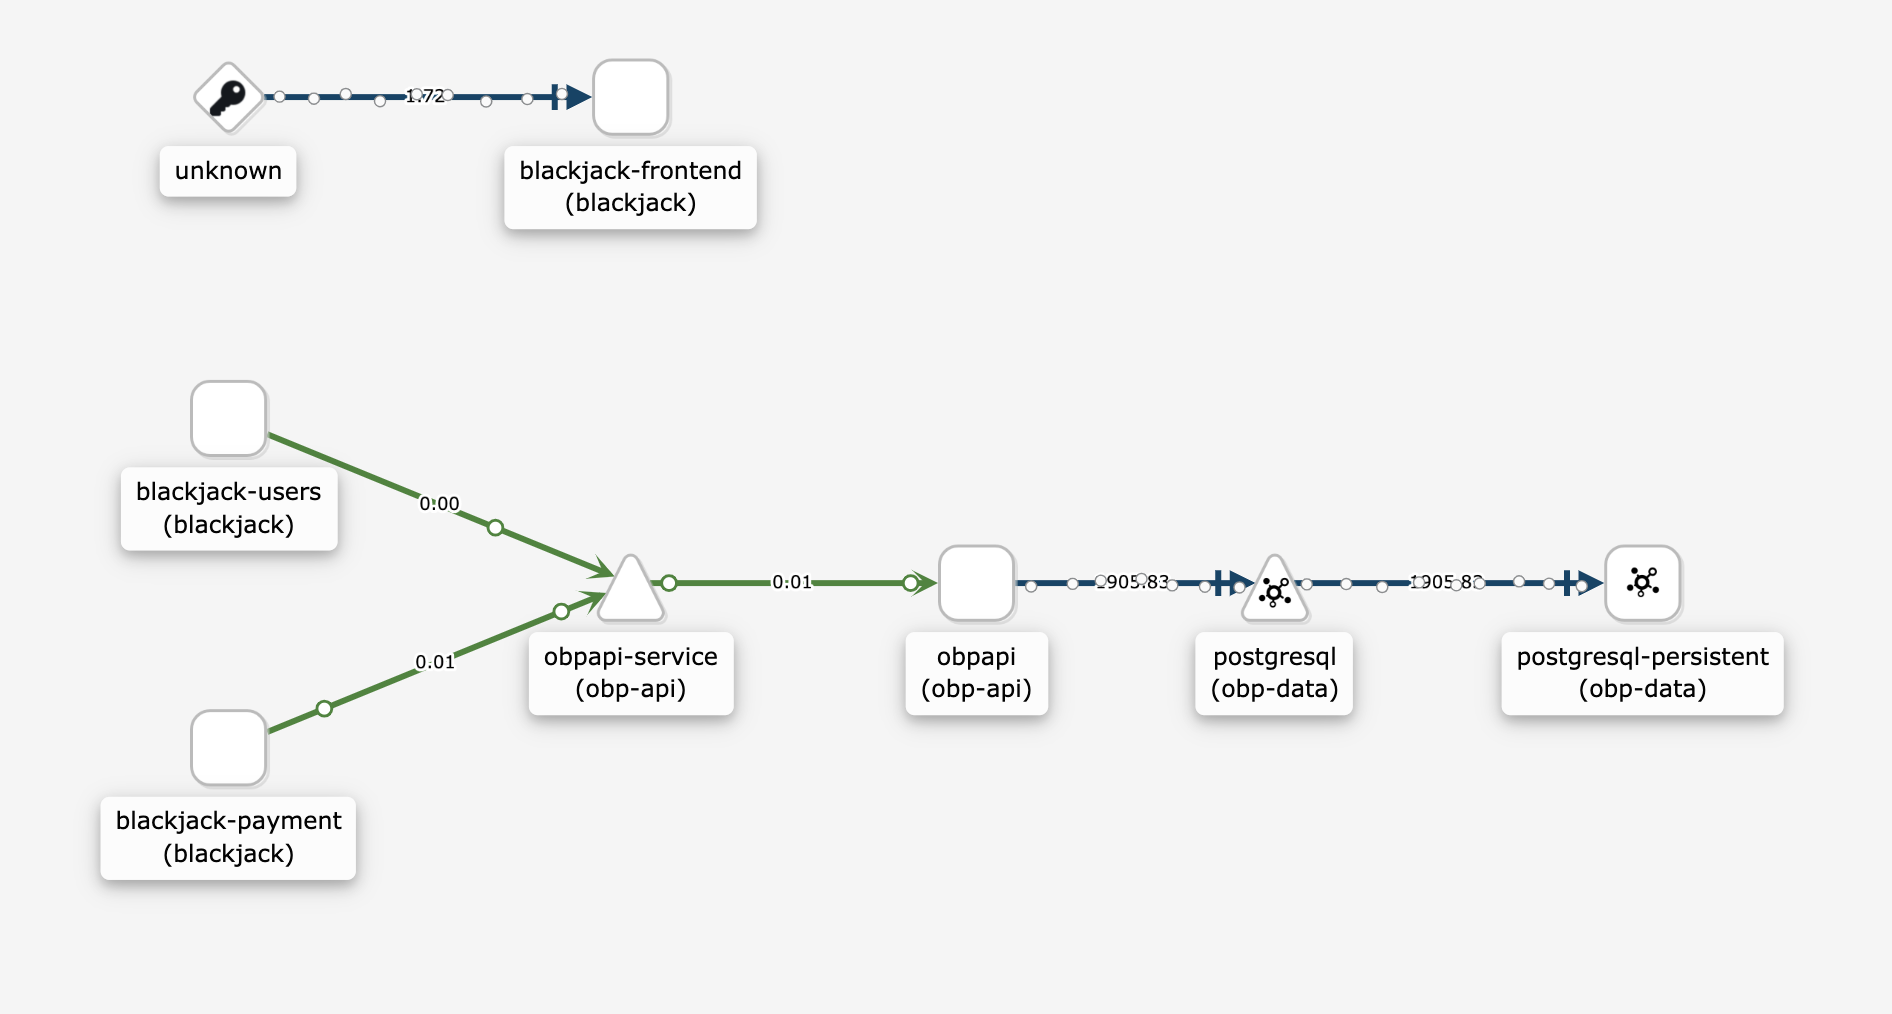 1.72
unknown
blackjack-frontend
(blackjack)
blackjack-users
(blackjack)
0.00
0.01
0.01
1905.83
1905.82
obpapi-service
(obp-api)
obpapi
(obp-api)
postgresql
(obp-data)
postgresql-persistent
(obp-data)
blackjack-payment
(blackjack)